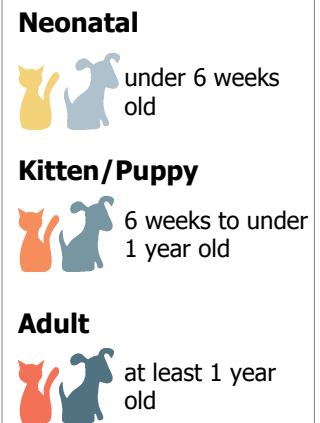 Neonatal
under 6 weeks
old
Kitten/Puppy
6 weeks to under
1 year old
Adult
at least 1 year
old